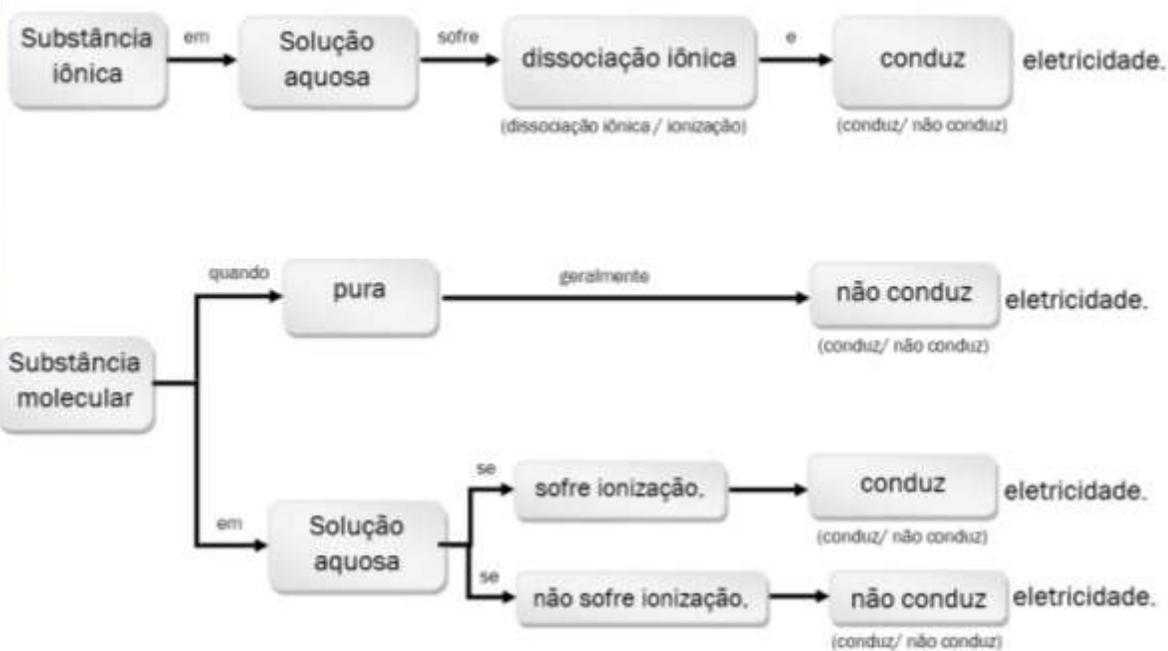 Substância
iônica
em
Solução
aquosa
sofre
dissociação iônica
(dissociação iônica / ionização)
e
conduz
(conduz/ não conduz)
eletricidade.
Substância
molecular
quando
pura
geralmente
não conduz
(conduz/ não conduz)
eletricidade.
em
Solução
aquosa
se
sofre ionização,
conduz
(conduz/ não conduz)
eletricidade.
se
não sofre ionização,
não conduz
(conduz/ não conduz)
eletricidade.